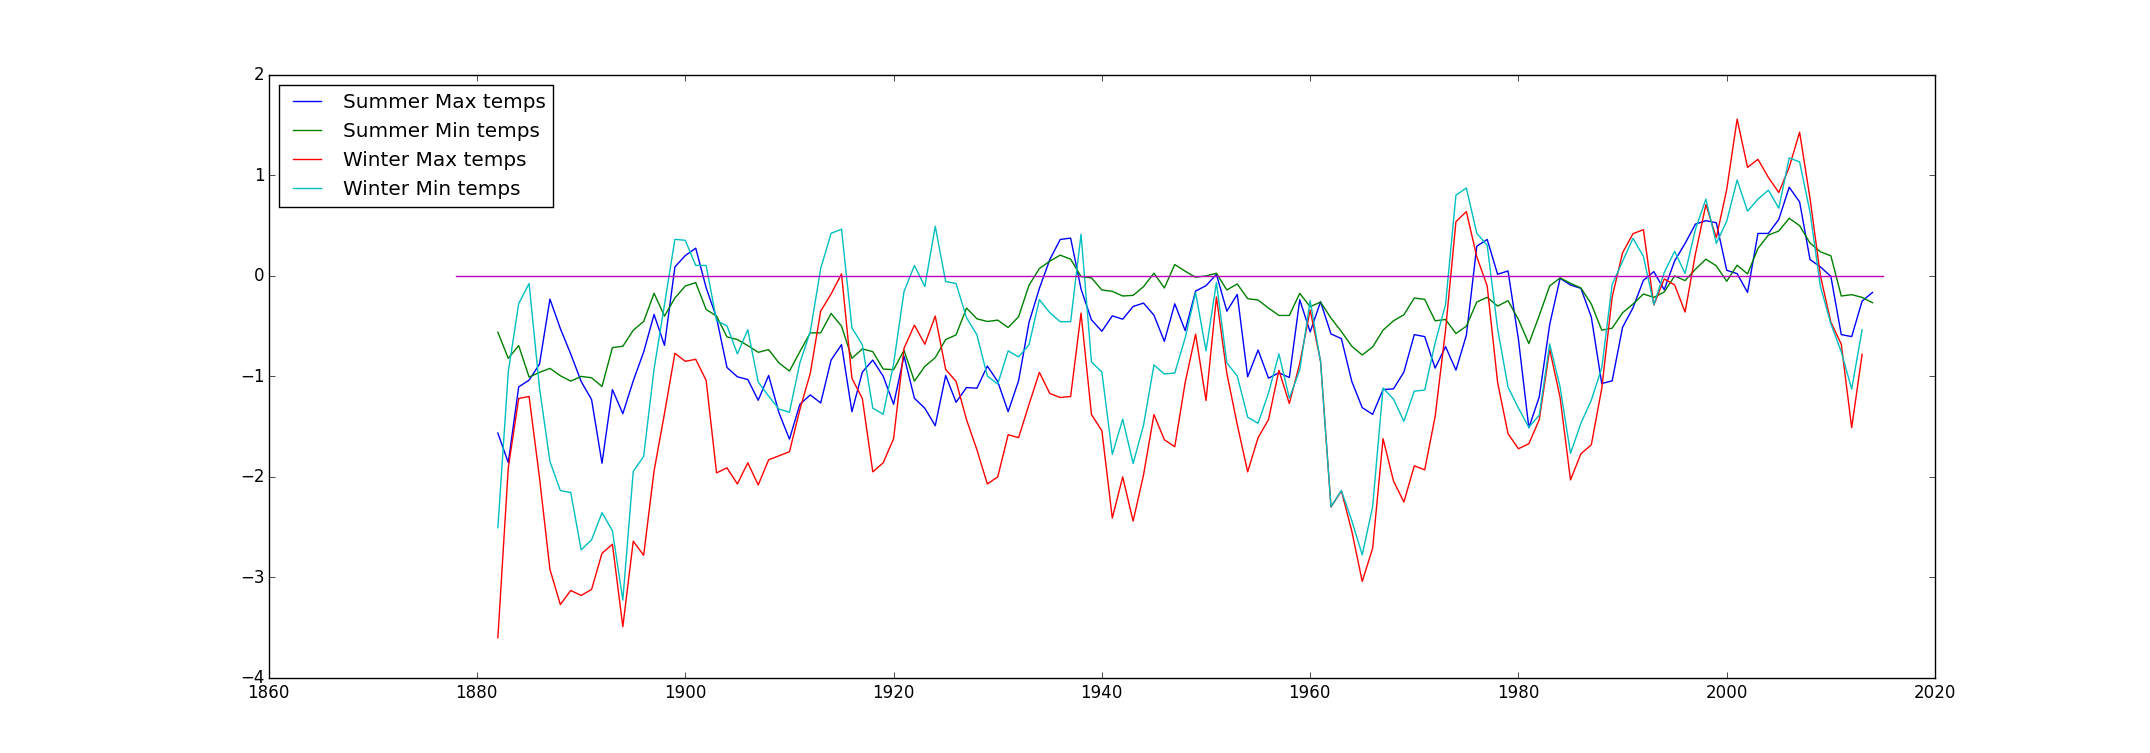 2
Summer Max temps
Summer Min temps
Winter Max temps
Winter Min temps
1
0
−1
−2
−3
−4
1860 1880 1900 1920 1940 1960 1980 2000 2020